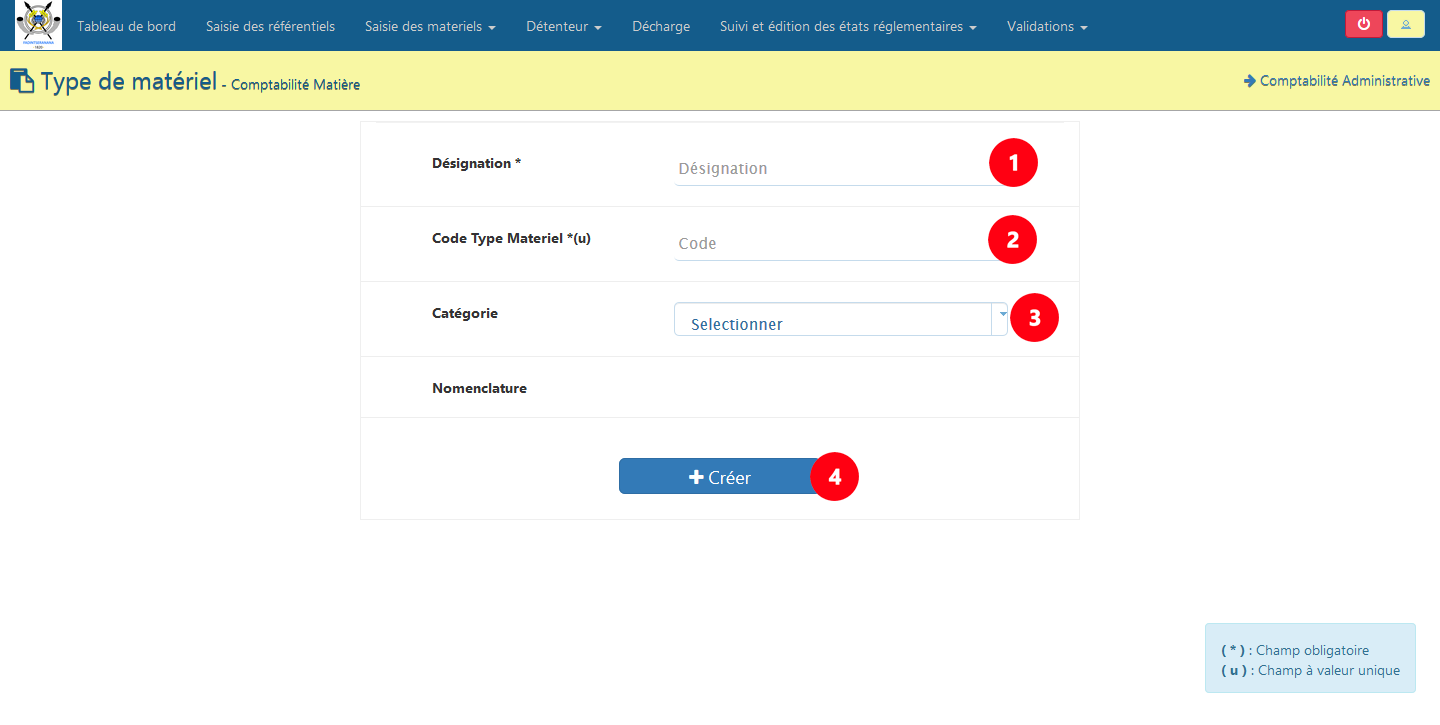 Tableau de bord Saisie des référentiels Saisie des materiels Détenteur Décharge Suivi et édition des états réglementaires Validations
Type de matériel - Comptabilité Matière
Comptabilité Administrative
Désignation * Désignation 1
Code Type Materiel *(u) Code 2
Catégorie Selectionner 3
Nomenclature
Créer 4
( * ) : Champ obligatoire
( u ) : Champ à valeur unique